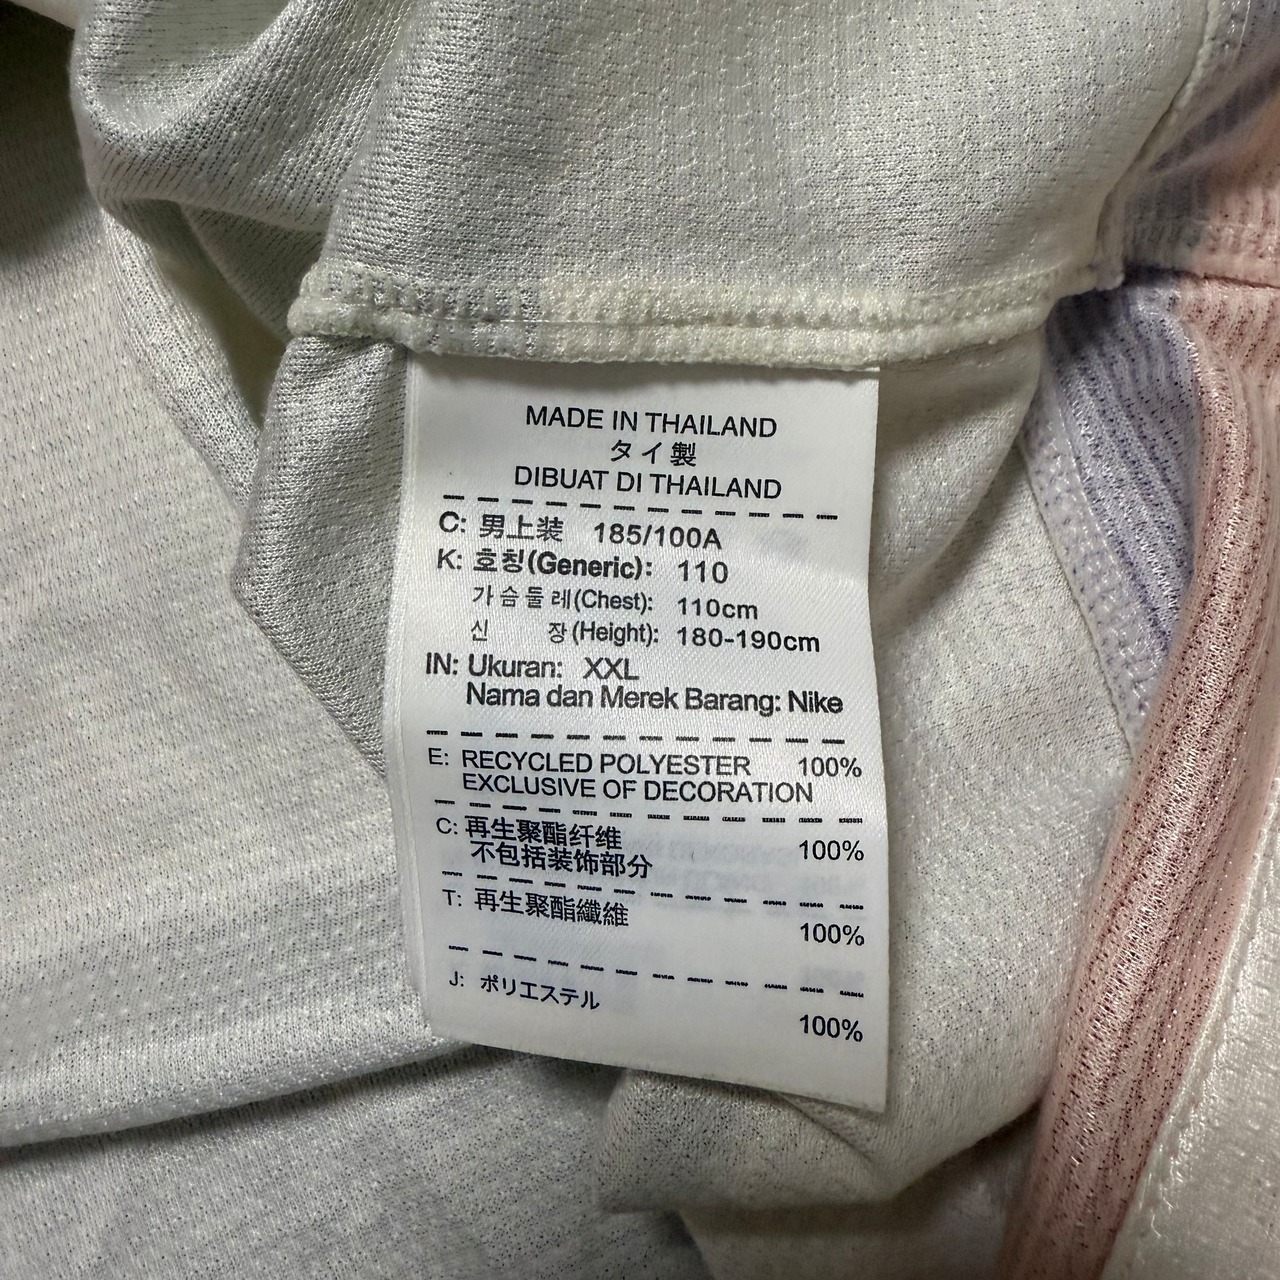 MADE IN THAILAND
タイ製
DIBUAT DI THAILAND
C: 男上装 185/100A
K: 호칭(Generic): 110
가슴둘레(Chest): 110cm
신 장(Height): 180-190cm
IN: Ukuran: XXL
Nama dan Merek Barang: Nike
E: RECYCLED POLYESTER 100%
EXCLUSIVE OF DECORATION
C: 再生聚酯纤维 100%
不包括装饰部分
T: 再生聚酯纖維 100%
J: ポリエステル 100%